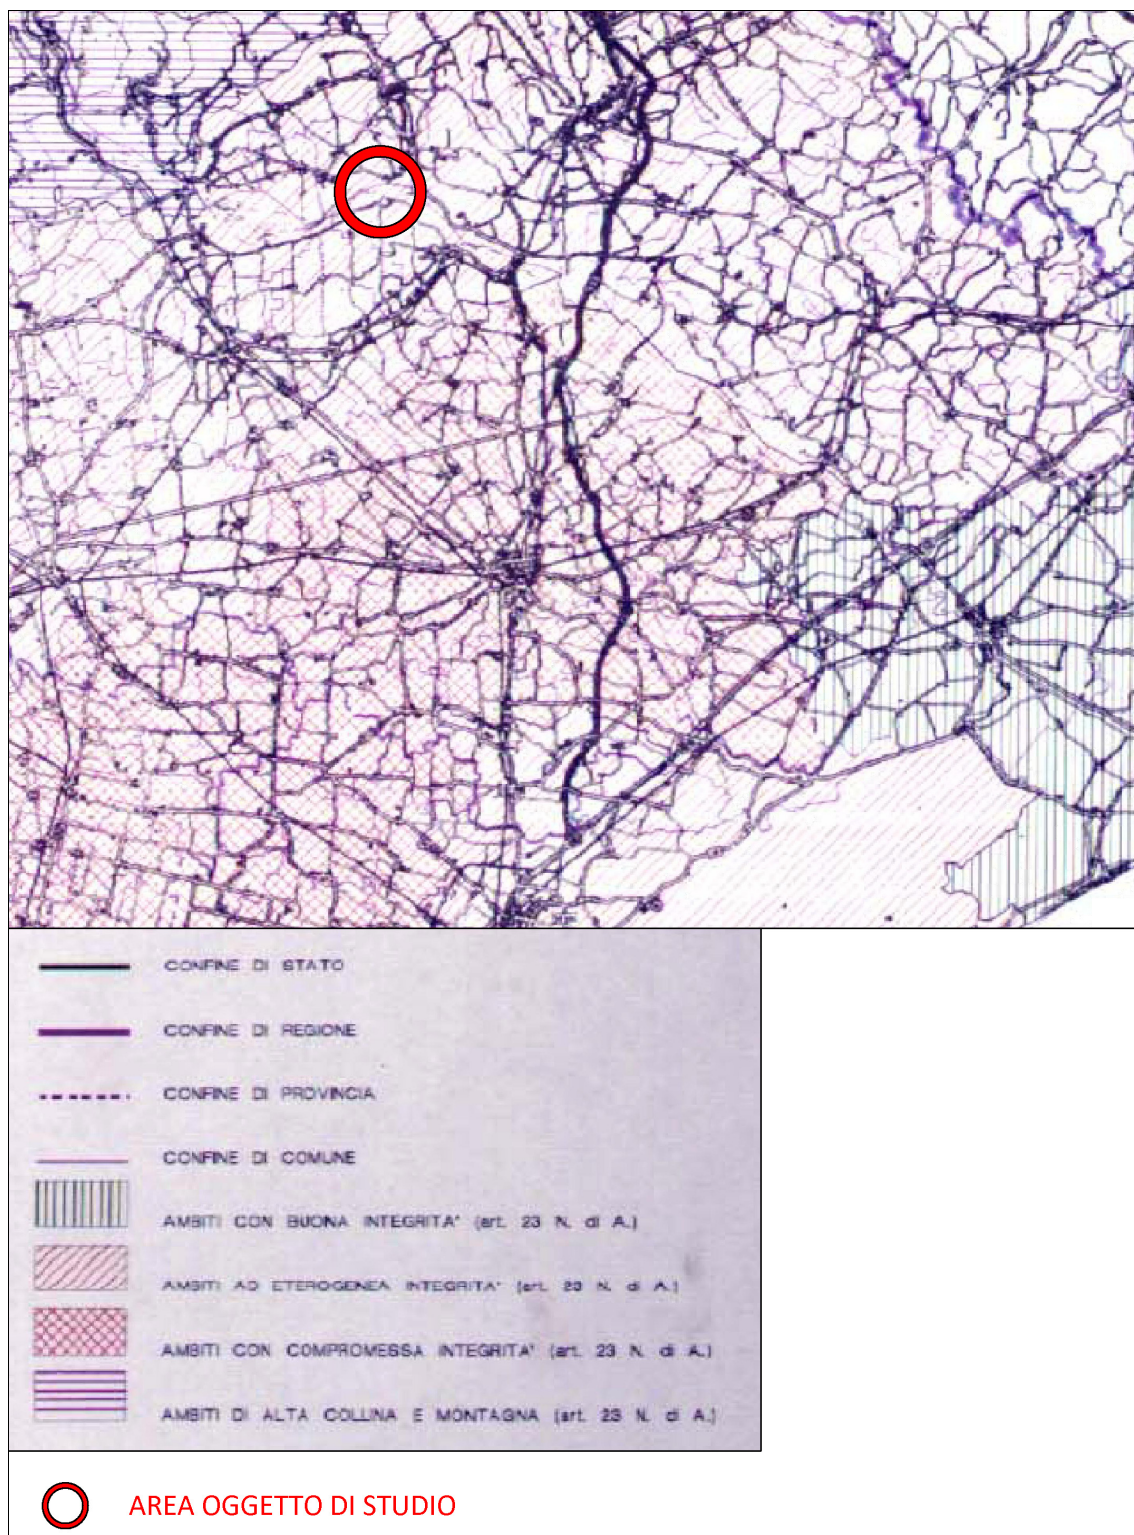 CONFINE DI STATO
CONFINE DI REGIONE
CONFINE DI PROVINCIA
CONFINE DI COMUNE
AMBITI CON BUONA INTEGRITA' (art. 23 N. di A.)
AMBITI AD ETEROGENEA INTEGRITA' (art. 23 N. di A.)
AMBITI CON COMPROMESSA INTEGRITA' (art. 23 N. di A.)
AMBITI DI ALTA COLLINA E MONTAGNA (art. 23 N. di A.)
AREA OGGETTO DI STUDIO